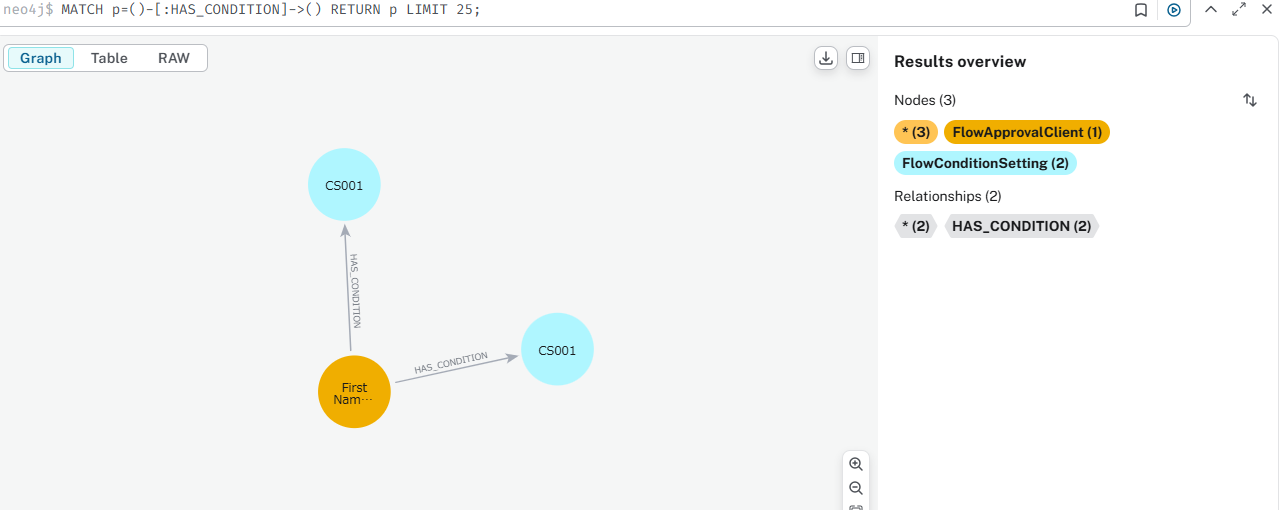 neo4j$ MATCH p=()-[:HAS_CONDITION]->() RETURN p LIMIT 25;
Graph Table RAW
Results overview
Nodes (3)
* (3) FlowApprovalClient (1)
FlowConditionSetting (2)
Relationships (2)
* (2) HAS_CONDITION (2)
CS001
HAS_CONDITION
CS001
HAS_CONDITION
First
Nam⋯